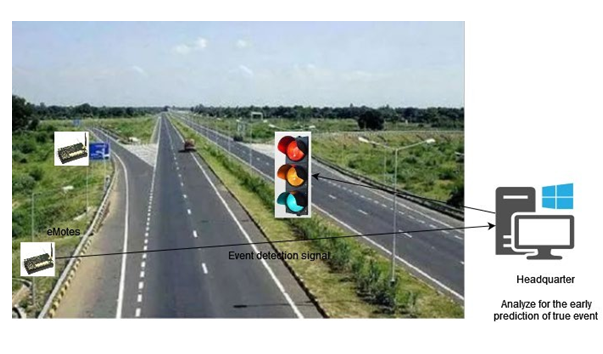 eMotes
Event detection signal
Headquarter
Analyze for the early
prediction of true event